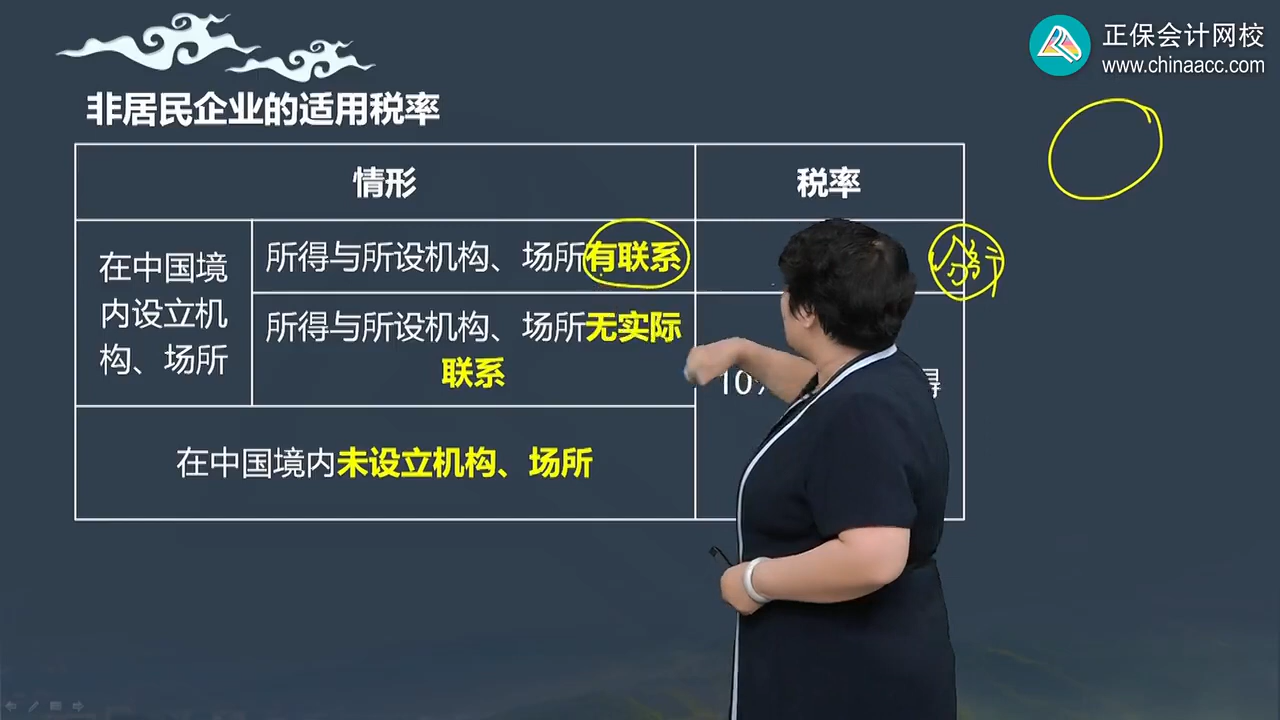 正保会计网校
www.chinaacc.com
非居民企业的适用税率
情形
税率
在中国境
内设立机
构、场所
所得与所设机构、场所有联系
所得与所设机构、场所无实际
联系
10
得
在中国境内未设立机构、场所